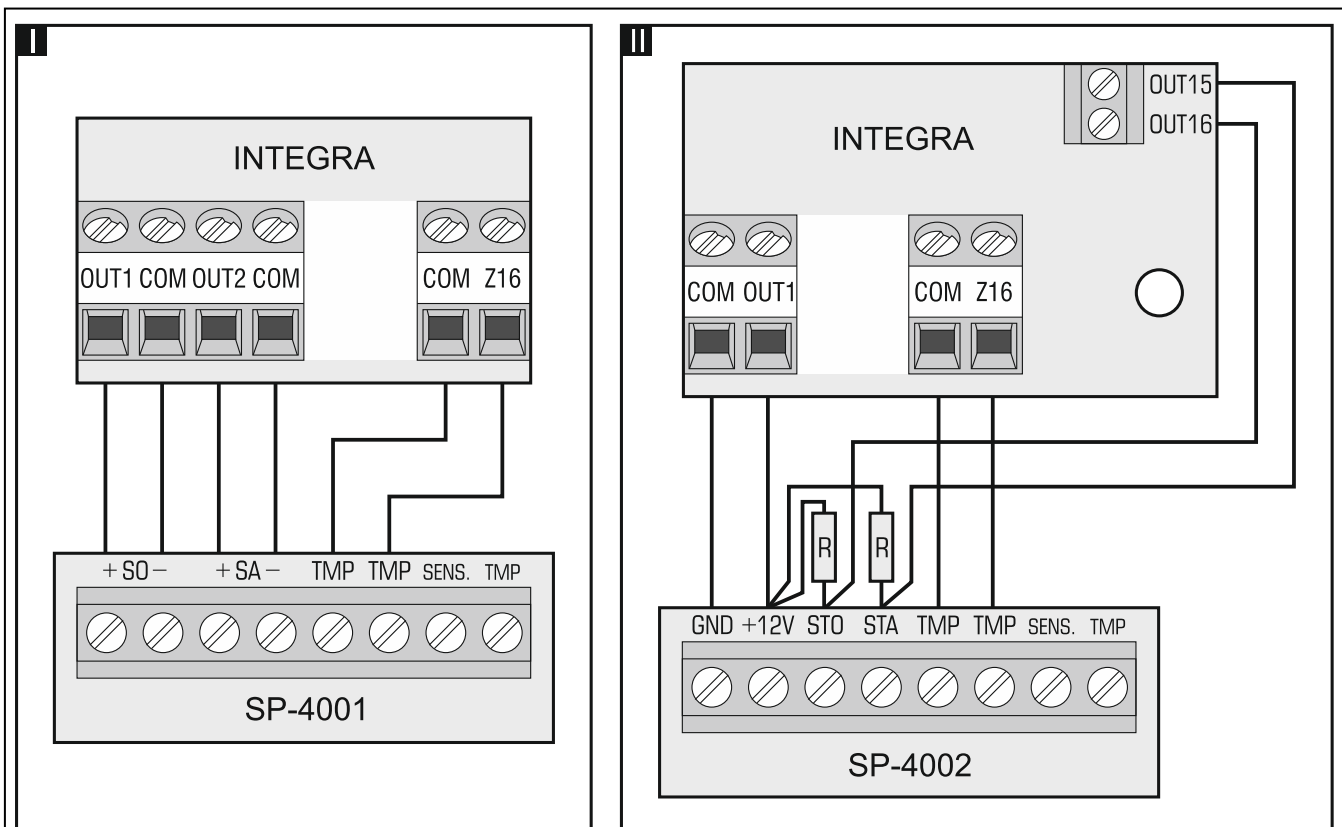 I
INTEGRA
OUT1 COM OUT2 COM COM Z16
+ SO − + SA − TMP TMP SENS. TMP
SP-4001
II
OUT15
OUT16
INTEGRA
COM OUT1 COM Z16
R R
GND +12V STO STA TMP TMP SENS. TMP
SP-4002